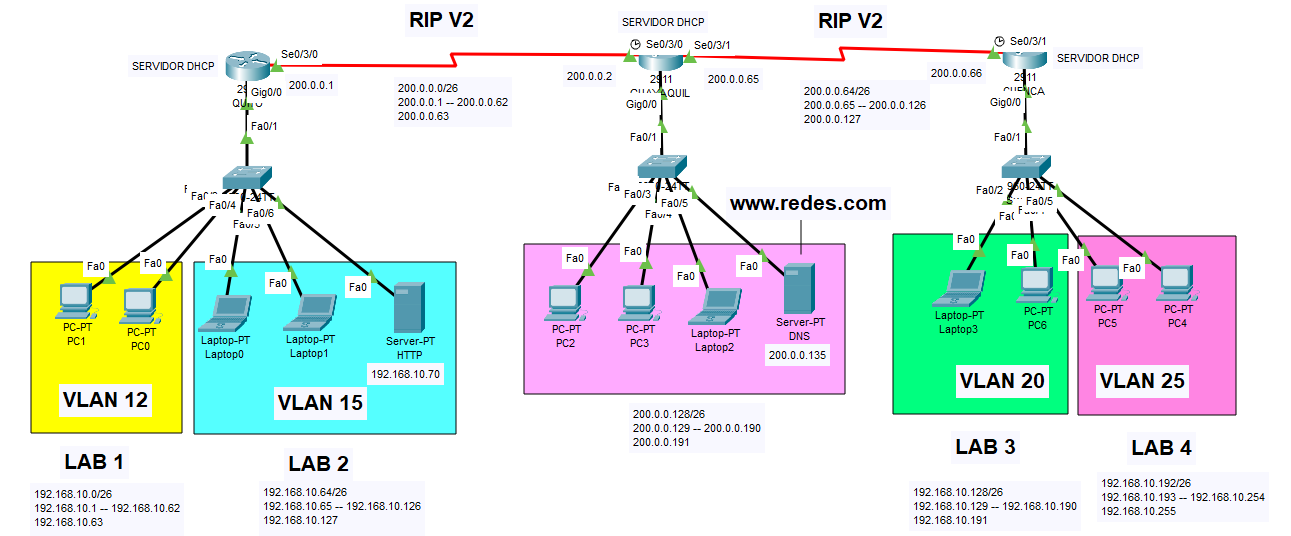 RIP V2
SERVIDOR DHCP
RIP V2
Se0/3/0
Se0/3/0
Se0/3/1
Se0/3/1
SERVIDOR DHCP
SERVIDOR DHCP
200.0.0.1
200.0.0.2
200.0.0.65
200.0.0.66
2911
2911
QUITO
GUAYAQUIL
CUENCA
Gig0/0
Gig0/0
Gig0/0
200.0.0.0/26
200.0.0.1 -- 200.0.0.62
200.0.0.63
200.0.0.64/26
200.0.0.65 -- 200.0.0.126
200.0.0.127
Fa0/1
Fa0/1
Fa0/1
Fa0/4
Fa0/6
Fa0/3
Fa0/5
Fa0/2
Fa0/5
www.redes.com
Fa0
Fa0
Fa0
Fa0
Fa0
Fa0
Fa0
Fa0
Fa0
Fa0
Fa0
Fa0
Fa0
PC-PT
PC1
PC-PT
PC0
Laptop-PT
Laptop0
Laptop-PT
Laptop1
Server-PT
HTTP
192.168.10.70
PC-PT
PC2
PC-PT
PC3
Laptop-PT
Laptop2
Server-PT
DNS
200.0.0.135
Laptop-PT
Laptop3
PC-PT
PC6
PC-PT
PC5
PC-PT
PC4
VLAN 12
VLAN 15
VLAN 20
VLAN 25
200.0.0.128/26
200.0.0.129 -- 200.0.0.190
200.0.0.191
LAB 1
LAB 2
LAB 3
LAB 4
192.168.10.0/26
192.168.10.1 -- 192.168.10.62
192.168.10.63
192.168.10.64/26
192.168.10.65 -- 192.168.10.126
192.168.10.127
192.168.10.128/26
192.168.10.129 -- 192.168.10.190
192.168.10.191
192.168.10.192/26
192.168.10.193 -- 192.168.10.254
192.168.10.255